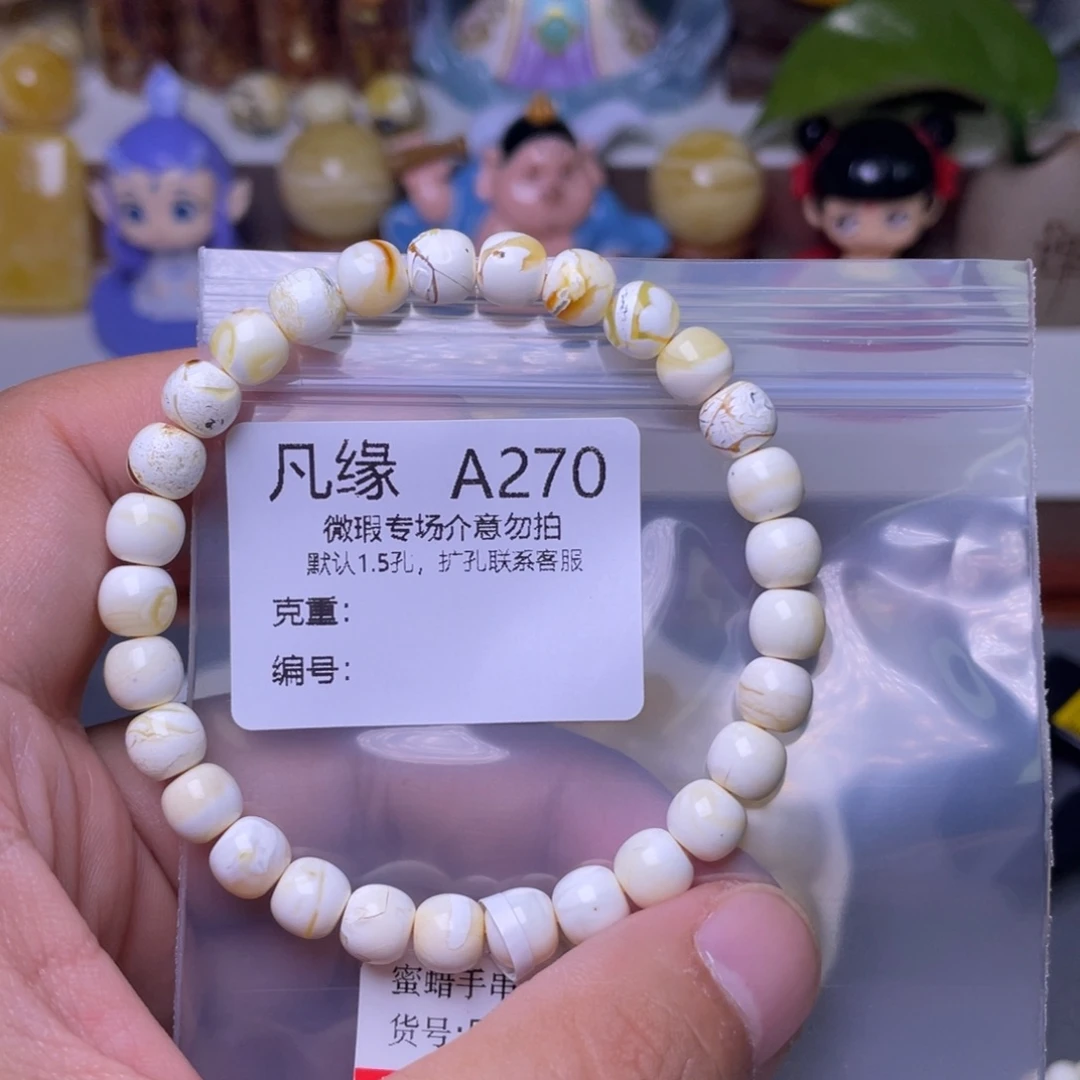 凡缘 A270
微瑕专场介意勿拍
默认1.5孔，扩孔联系客服
克重：
编号：
蜜蜡手串
货号: